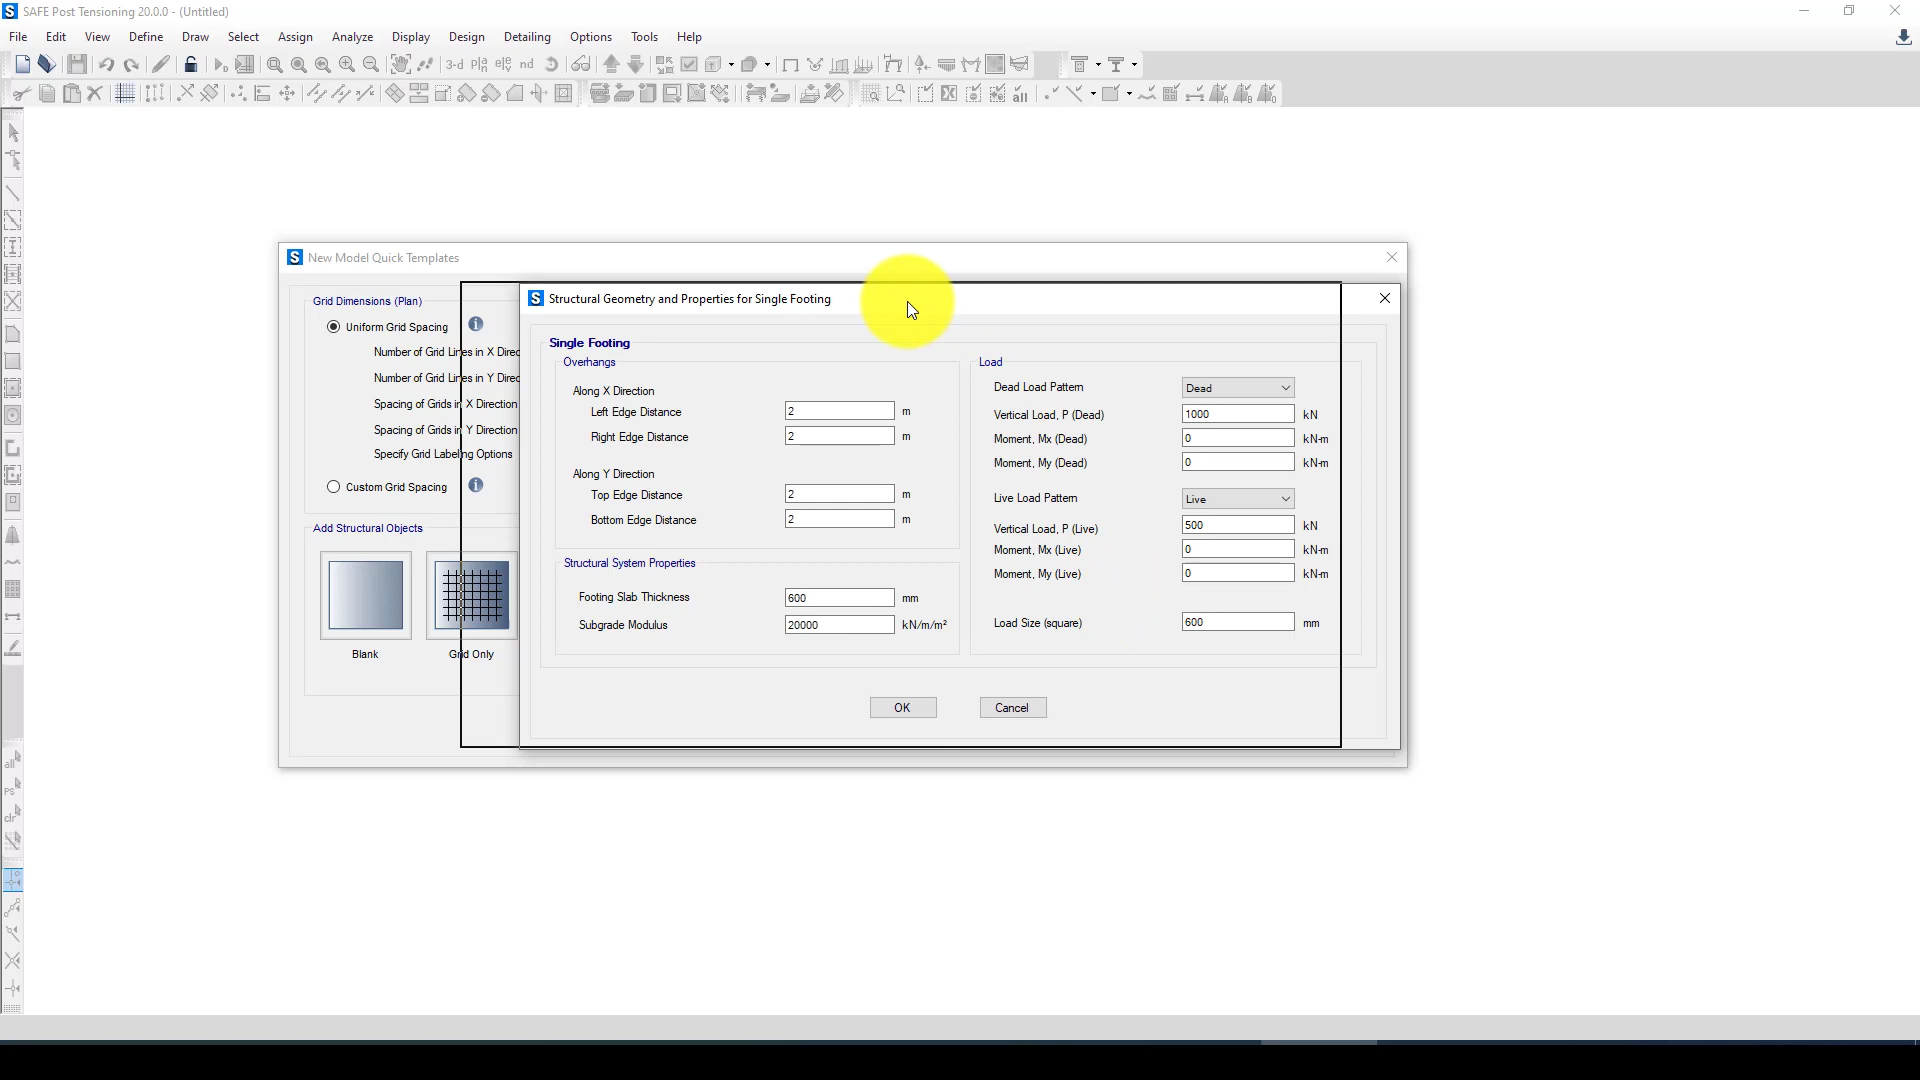 S SAFE Post Tensioning 20.0.0 - (Untitled)
File Edit View Define Draw Select Assign Analyze Display Design Detailing Options Tools Help
3-d
nd
all
S New Model Quick Templates
Grid Dimensions (Plan)
Uniform Grid Spacing
Number of Grid Lines in X Direc
Number of Grid Lines in Y Direc
Spacing of Grids in X Direction
Spacing of Grids in Y Direction
Specify Grid Labeling Options
Custom Grid Spacing
Add Structural Objects
Blank
Grid Only
S Structural Geometry and Properties for Single Footing
Single Footing
Overhangs
Along X Direction
Left Edge Distance 2 m
Right Edge Distance 2 m
Along Y Direction
Top Edge Distance 2 m
Bottom Edge Distance 2 m
Structural System Properties
Footing Slab Thickness 600 mm
Subgrade Modulus 20000 kN/m/m²
Load
Dead Load Pattern Dead
Vertical Load, P (Dead) 1000 kN
Moment, Mx (Dead) 0 kN-m
Moment, My (Dead) 0 kN-m
Live Load Pattern Live
Vertical Load, P (Live) 500 kN
Moment, Mx (Live) 0 kN-m
Moment, My (Live) 0 kN-m
Load Size (square) 600 mm
OK Cancel
all
ps
clr